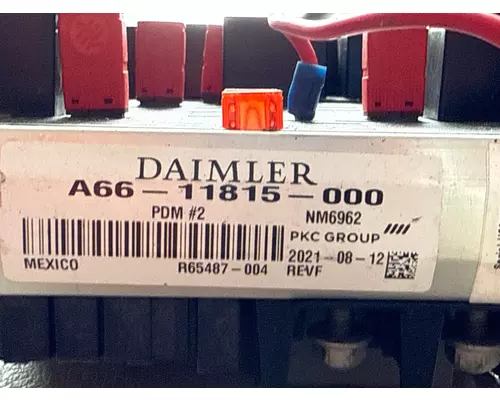 DAIMLER
A66-11815-000
PDM #2 NM6962
PKC GROUP
2021-08-12
MEXICO R65487-004 REVF